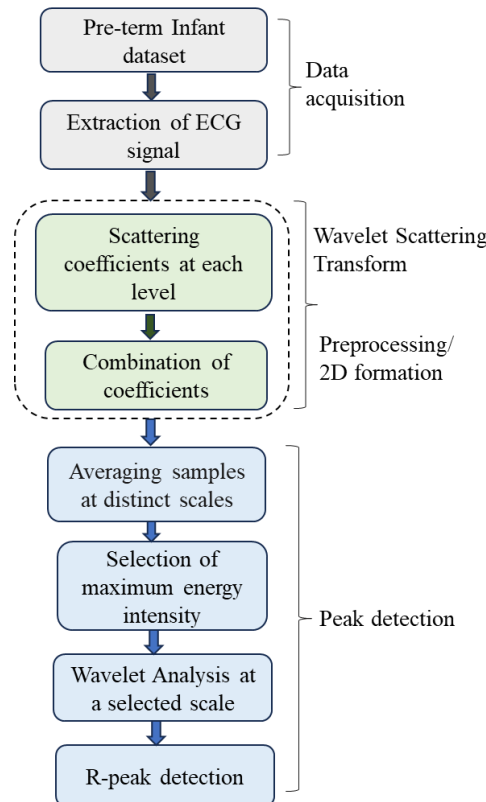 Pre-term Infant
dataset
Data
acquisition
Extraction of ECG
signal
Scattering
coefficients at each
level
Wavelet Scattering
Transform
Combination of
coefficients
Preprocessing/
2D formation
Averaging samples
at distinct scales
Selection of
maximum energy
intensity
Peak detection
Wavelet Analysis at
a selected scale
R-peak detection